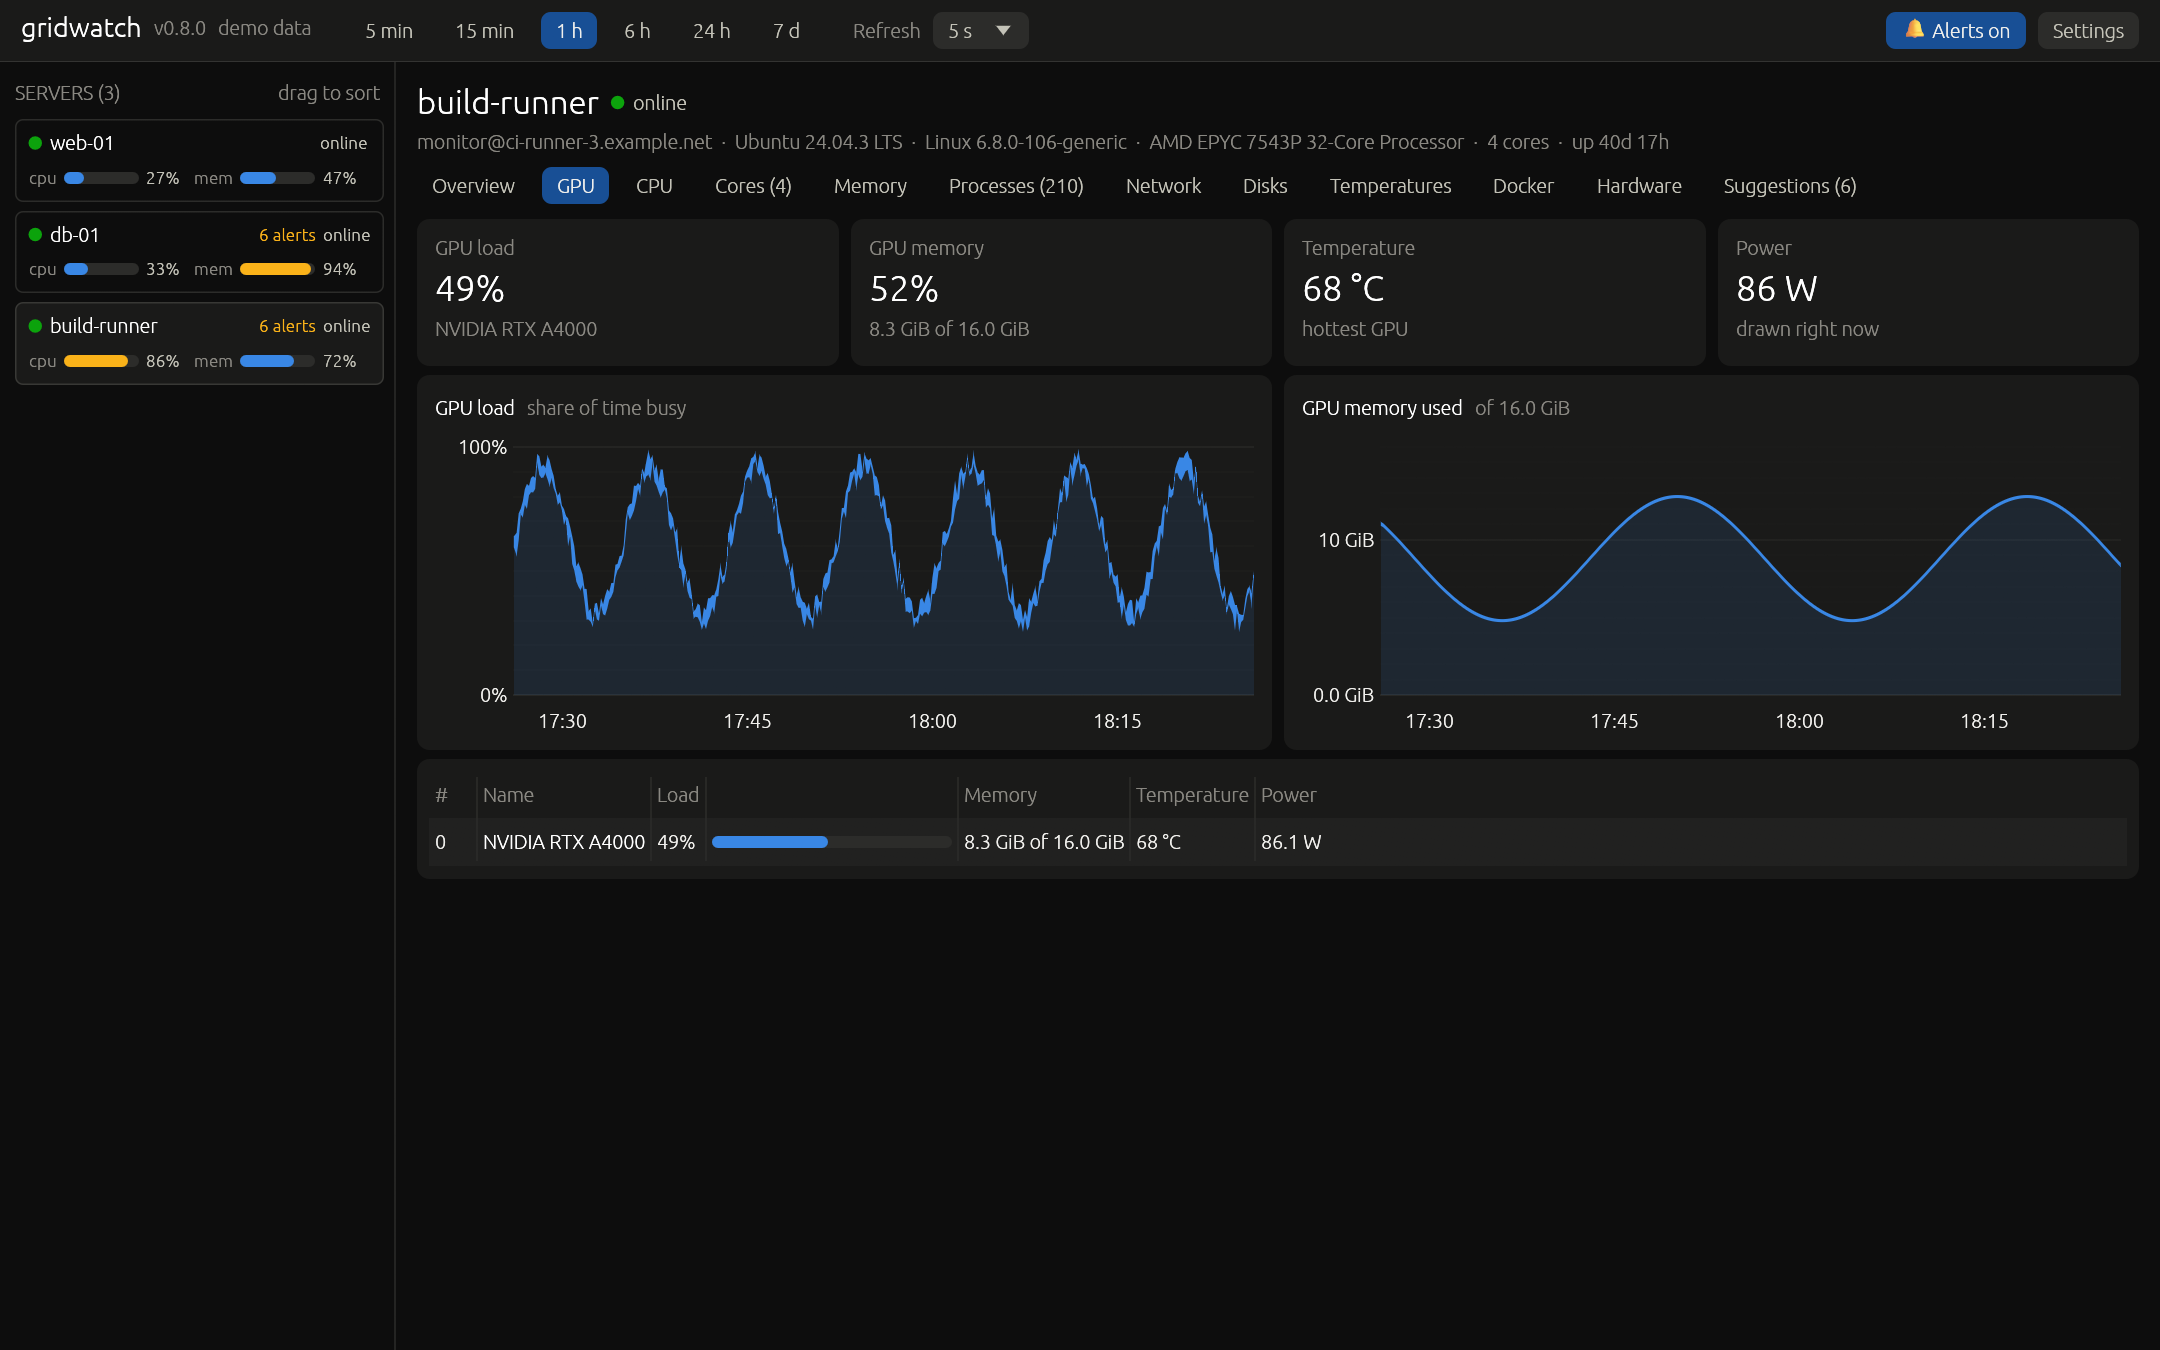 gridwatch v0.8.0 demo data 5 min 15 min 1 h 6 h 24 h 7 d Refresh 5 s Alerts on Settings
SERVERS (3) drag to sort
web-01 online
cpu 27% mem 47%
db-01 6 alerts online
cpu 33% mem 94%
build-runner 6 alerts online
cpu 86% mem 72%
build-runner online
monitor@ci-runner-3.example.net · Ubuntu 24.04.3 LTS · Linux 6.8.0-106-generic · AMD EPYC 7543P 32-Core Processor · 4 cores · up 40d 17h
Overview GPU CPU Cores (4) Memory Processes (210) Network Disks Temperatures Docker Hardware Suggestions (6)
GPU load
49%
NVIDIA RTX A4000
GPU memory
52%
8.3 GiB of 16.0 GiB
Temperature
68 °C
hottest GPU
Power
86 W
drawn right now
GPU load share of time busy
100%
0%
17:30 17:45 18:00 18:15
GPU memory used of 16.0 GiB
10 GiB
0.0 GiB
17:30 17:45 18:00 18:15
# Name Load Memory Temperature Power
0 NVIDIA RTX A4000 49% 8.3 GiB of 16.0 GiB 68 °C 86.1 W